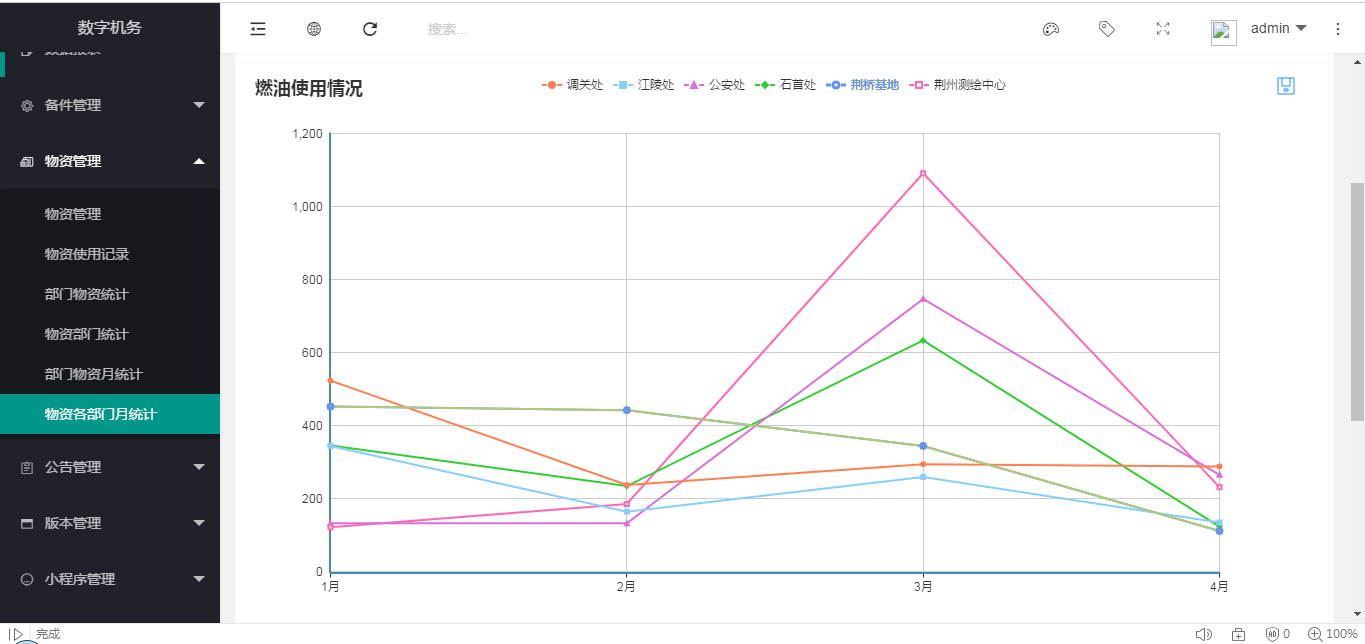 数字机务
搜索...
admin
数据报表
备件管理
物资管理
物资管理
物资使用记录
部门物资统计
物资部门统计
部门物资月统计
物资各部门月统计
公告管理
版本管理
小程序管理
燃油使用情况
调关处 江陵处 公安处 石首处 荆桥基地 荆州测绘中心
1,200
1,000
800
600
400
200
0
1月 2月 3月 4月
完成
0
100%